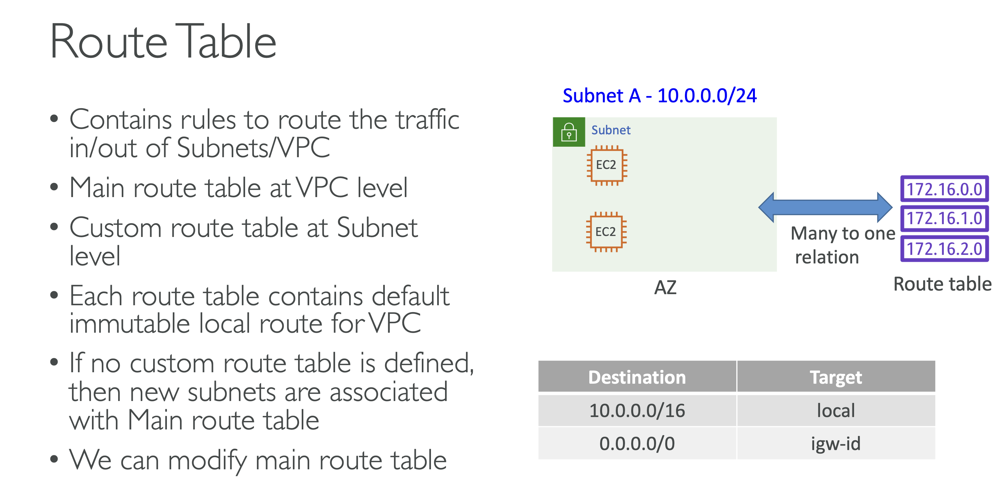 Route Table
• Contains rules to route the traffic
in/out of Subnets/VPC
• Main route table at VPC level
• Custom route table at Subnet
level
• Each route table contains default
immutable local route for VPC
• If no custom route table is defined,
then new subnets are associated
with Main route table
• We can modify main route table
Subnet A - 10.0.0.0/24
Subnet
EC2
EC2
AZ
Many to one
relation
172.16.0.0
172.16.1.0
172.16.2.0
Route table
Destination Target
10.0.0.0/16 local
0.0.0.0/0 igw-id